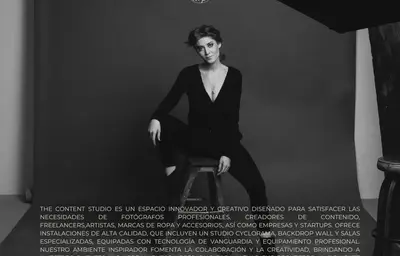 THE CONTENT STUDIO ES UN ESPACIO INNOVADOR Y CREATIVO DISEÑADO PARA SATISFACER LAS
NECESIDADES DE FOTÓGRAFOS PROFESIONALES, CREADORES DE CONTENIDO,
FREELANCERS,ARTISTAS, MARCAS DE ROPA Y ACCESORIOS, ASÍ COMO EMPRESAS Y STARTUPS. OFRECE
INSTALACIONES DE ALTA CALIDAD, QUE INCLUYEN UN STUDIO CYCLORAMA, BACKDROP WALL Y SALAS
ESPECIALIZADAS, EQUIPADAS CON TECNOLOGÍA DE VANGUARDIA Y EQUIPAMIENTO PROFESIONAL.
NUESTRO AMBIENTE INSPIRADOR FOMENTA LA COLABORACIÓN Y LA CREATIVIDAD, BRINDANDO A